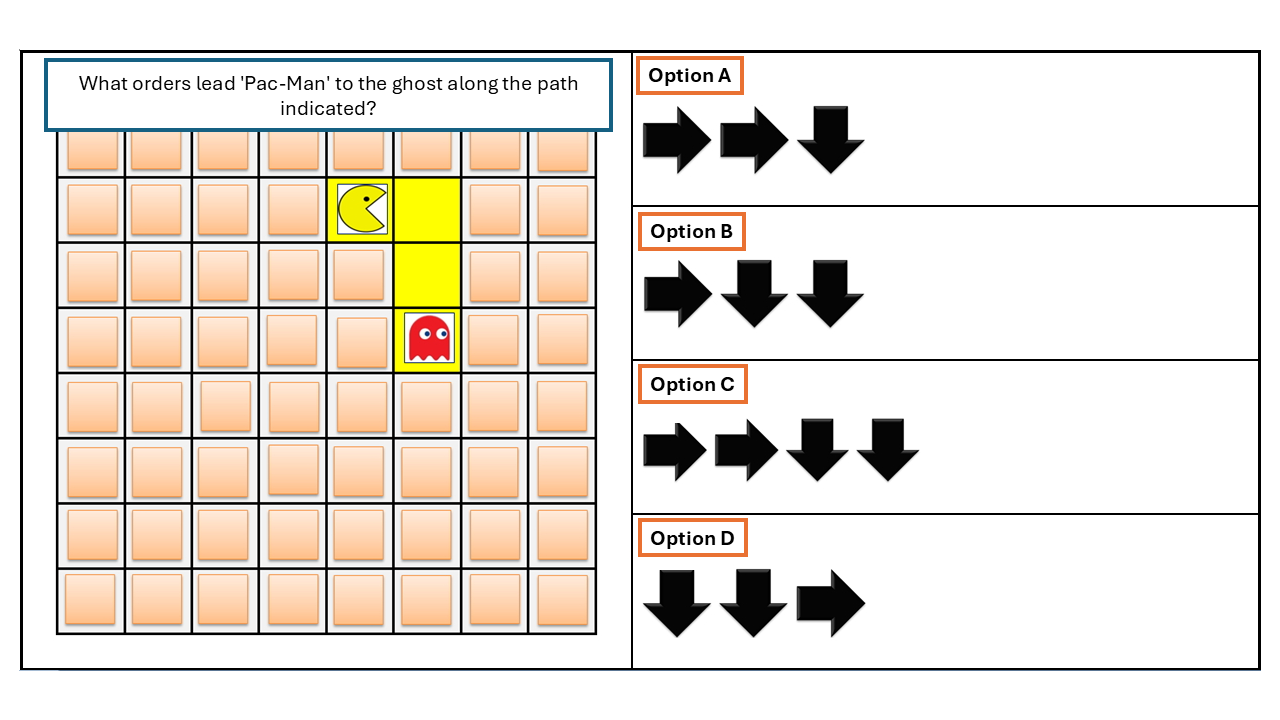 What orders lead 'Pac-Man' to the ghost along the path
indicated?
Option A
Option B
Option C
Option D